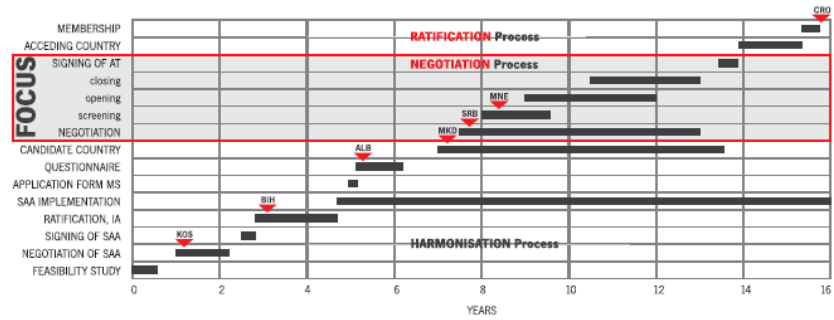 CRO
MEMBERSHIP
RATIFICATION Process
ACCEDING COUNTRY
FOCUS
SIGNING OF AT
NEGOTIATION Process
closing
opening
MNE
screening
SRB
NEGOTIATION
MKD
CANDIDATE COUNTRY
ALB
QUESTIONNAIRE
APPLICATION FORM MS
SAA IMPLEMENTATION
BIH
RATIFICATION, IA
SIGNING OF SAA
KOS
HARMONISATION Process
NEGOTIATION OF SAA
FEASIBILITY STUDY
0 2 4 6 8 10 12 14 16
YEARS